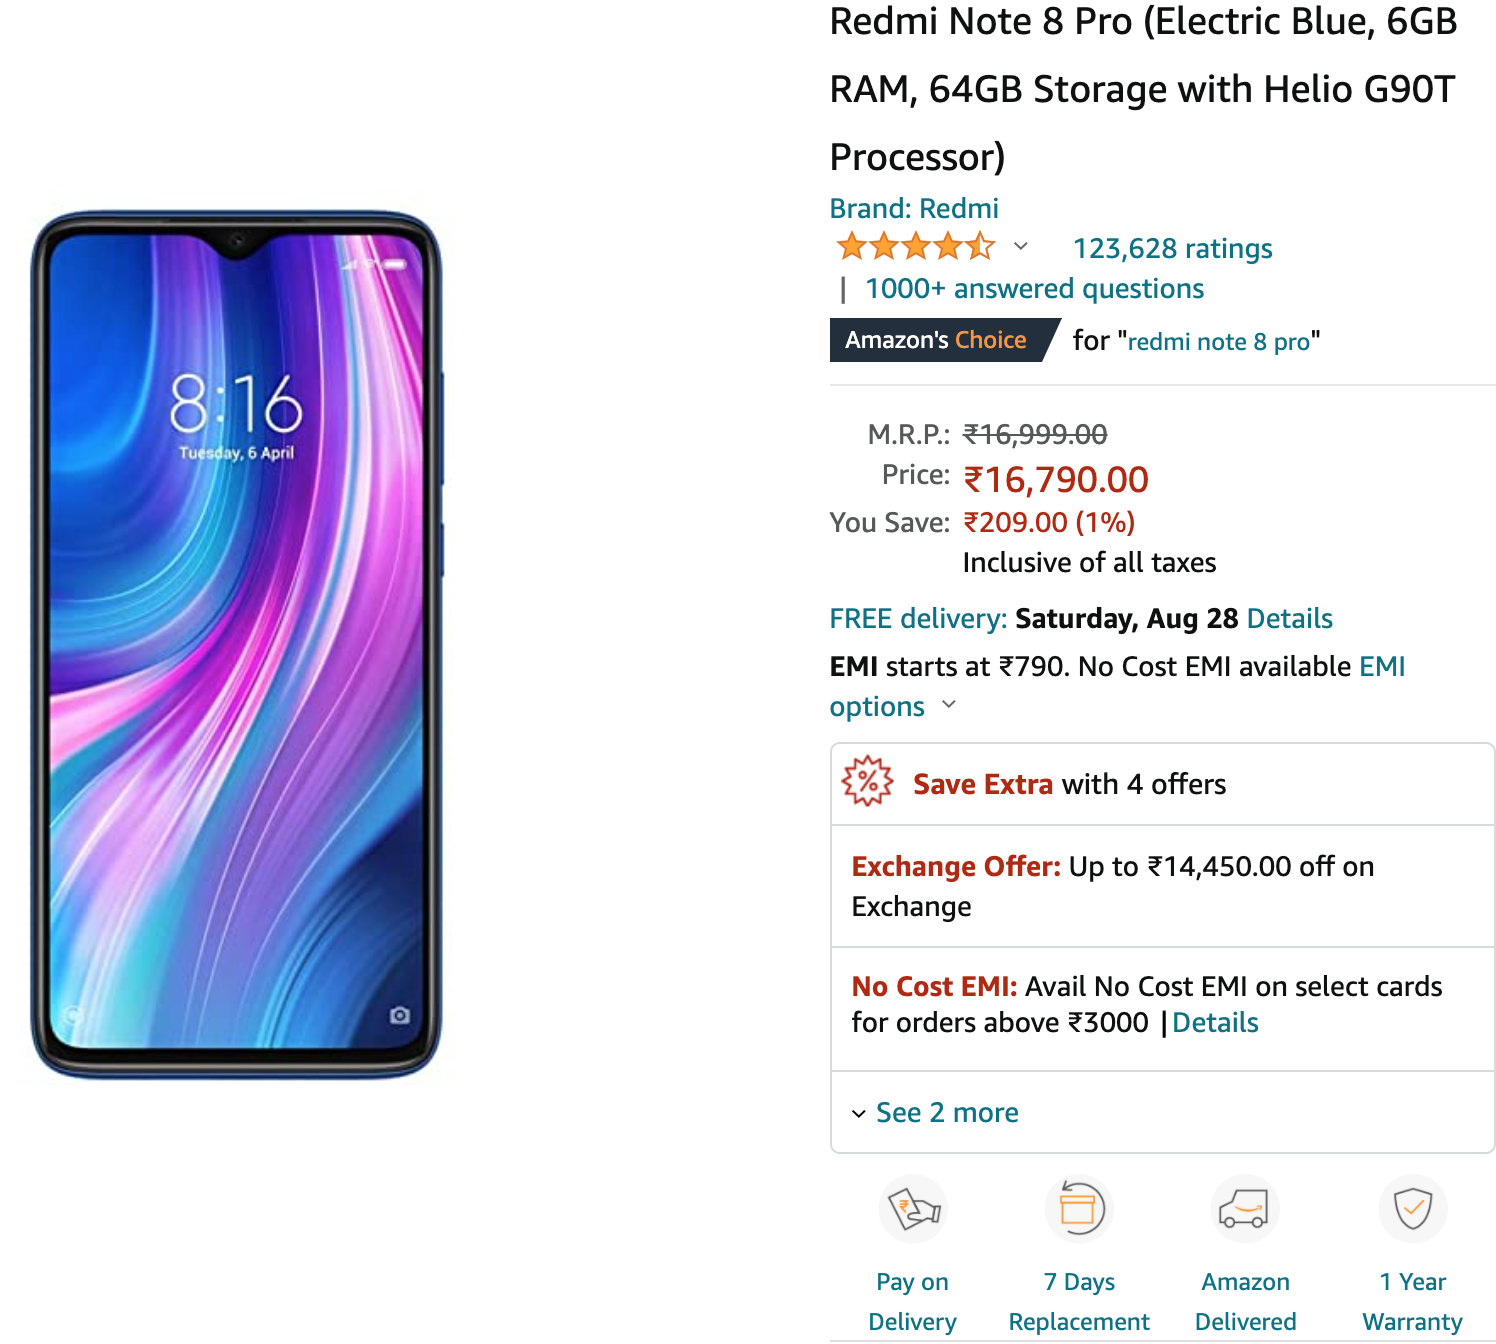 Redmi Note 8 Pro (Electric Blue, 6GB
RAM, 64GB Storage with Helio G90T
Processor)
Brand: Redmi
123,628 ratings
| 1000+ answered questions
Amazon's Choice for "redmi note 8 pro"
M.R.P.: ₹16,999.00
Price: ₹16,790.00
You Save: ₹209.00 (1%)
Inclusive of all taxes
FREE delivery: Saturday, Aug 28 Details
EMI starts at ₹790. No Cost EMI available EMI
options
% Save Extra with 4 offers
Exchange Offer: Up to ₹14,450.00 off on
Exchange
No Cost EMI: Avail No Cost EMI on select cards
for orders above ₹3000 | Details
See 2 more
₹
Pay on
Delivery
7 Days
Replacement
Amazon
Delivered
1 Year
Warranty
8:16
Tuesday, 6 April